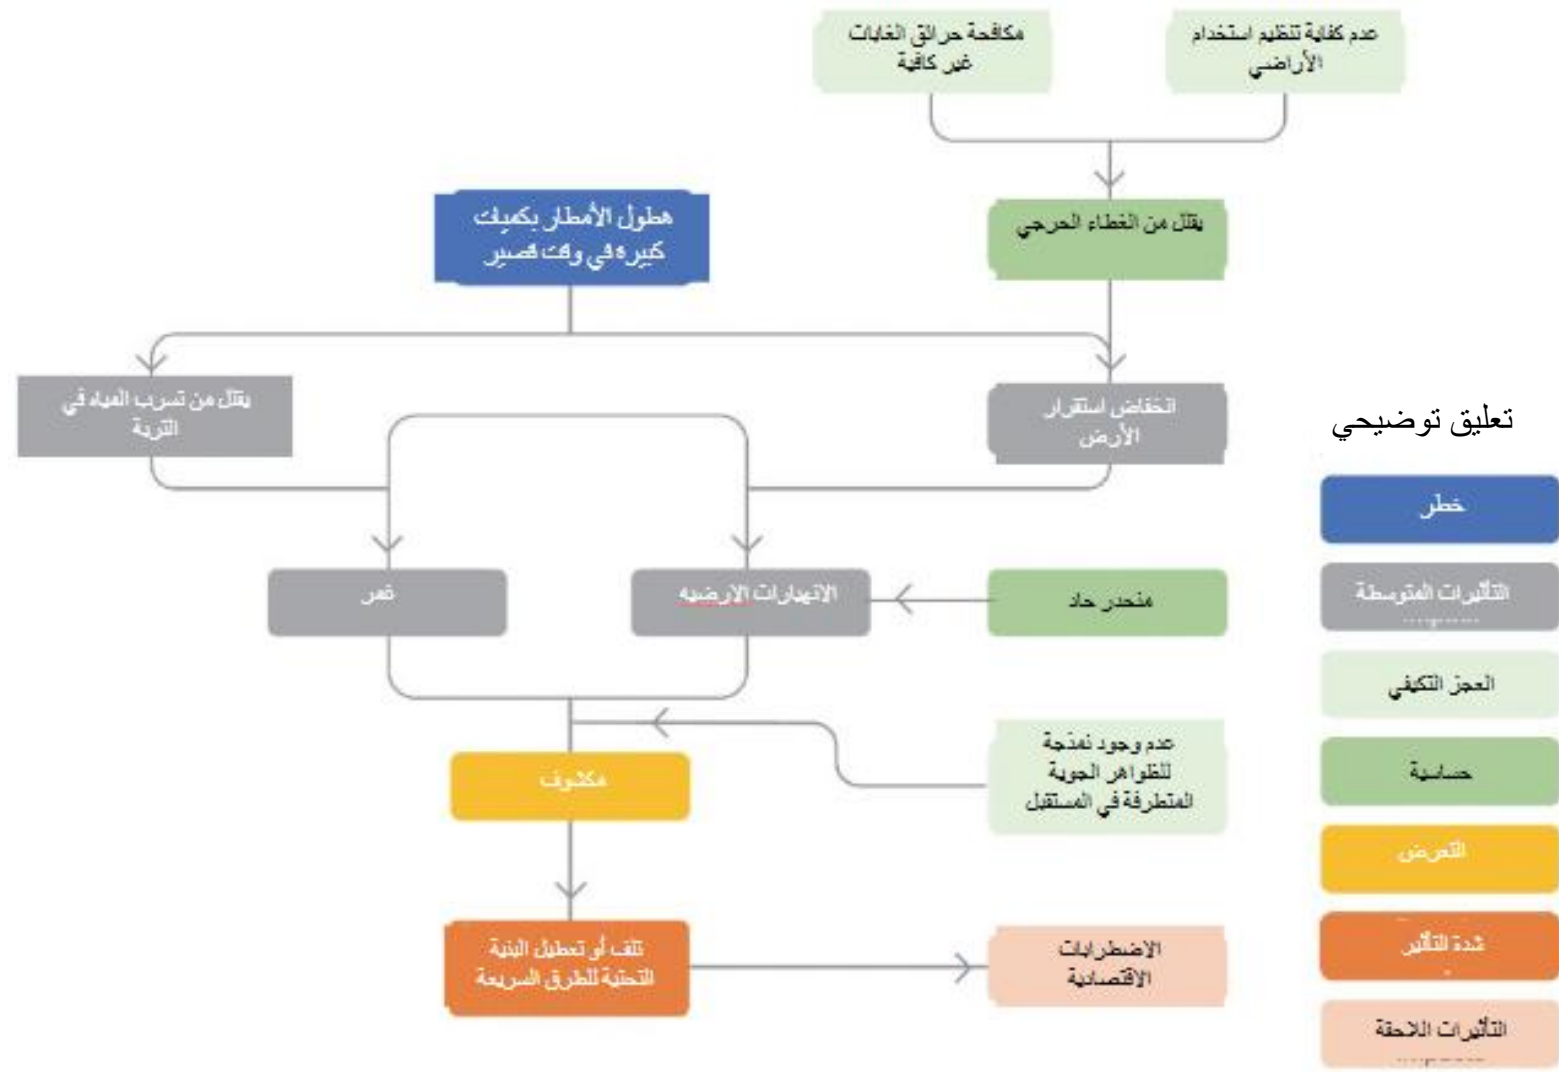 عدم كفاية تنظيم استخدام
الأراضي
مكافحة حرائق الغابات
غير كافية
يقلل من الغطاء الحرجي
هطول الأمطار بكميات
كبيرة في وقت قصير
انخفاض استقرار
الأرض
يقلل من تسرب المياه في
التربة
منحدر حاد
الانهيارات الارضيه
غمر
عدم وجود نمذجة
للظواهر الجوية
المتطرفة في المستقبل
مكشوف
تلف أو تعطيل البنية
التحتية للطرق السريعة
الاضطرابات
الاقتصادية
تعليق توضيحي
خطر
التأثيرات المتوسطة
العجز التكيفي
حساسية
التعرض
شدة التأثير
التأثيرات اللاحقة